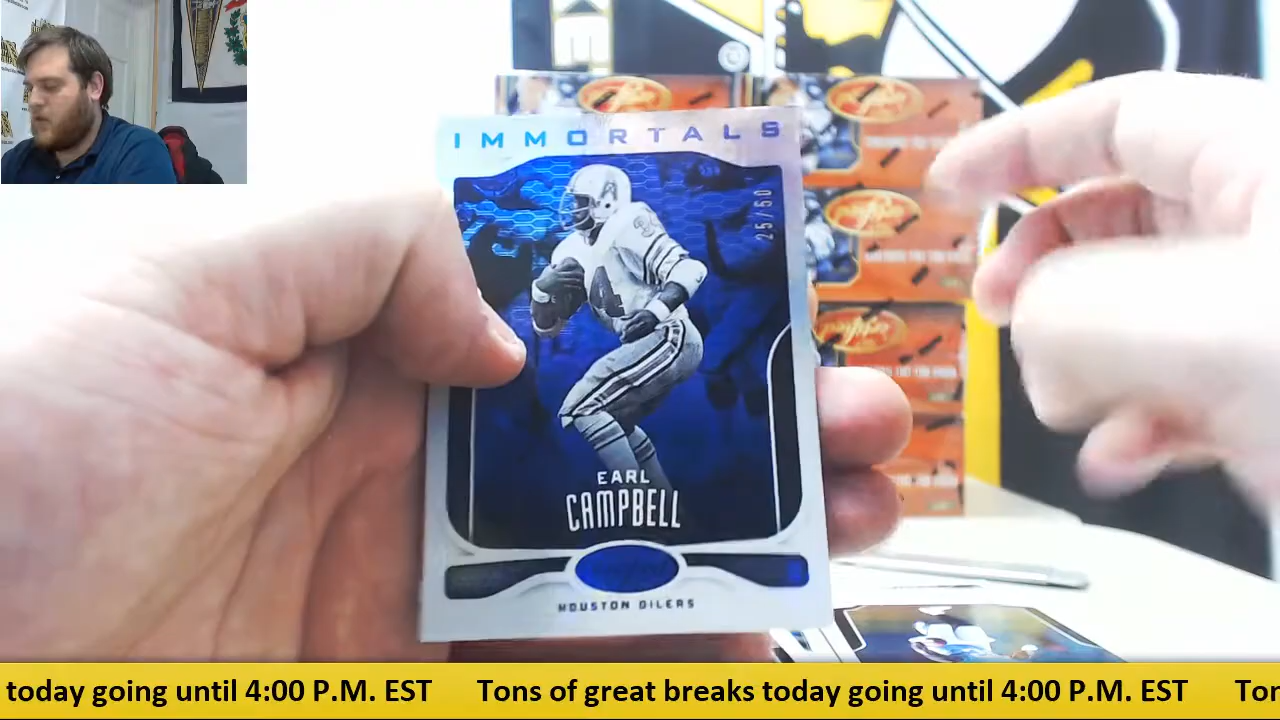 IMMORTALS
25/50
34
EARL
CAMPBELL
HOUSTON OILERS
today going until 4:00 P.M. EST Tons of great breaks today going until 4:00 P.M. EST Tor